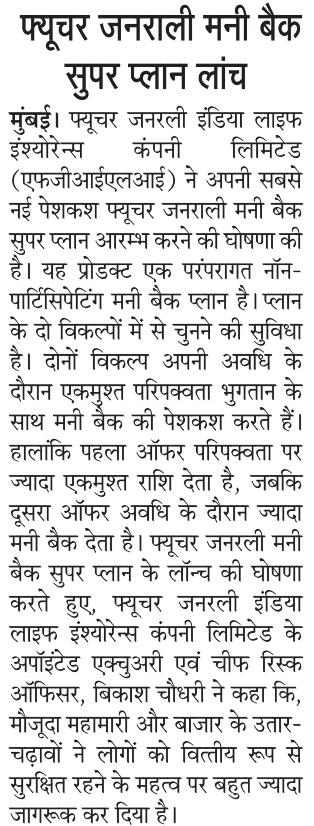 फ्यूचर जनराली मनी बैक
सुपर प्लान लांच
मुंबई। फ्यूचर जनरली इंडिया लाइफ
इंश्योरेन्स कंपनी लिमिटेड
(एफजीआईएलआई) ने अपनी सबसे
नई पेशकश फ्यूचर जनराली मनी बैक
सुपर प्लान आरम्भ करने की घोषणा की
है। यह प्रोडक्ट एक परंपरागत नॉन-
पार्टिसिपेटिंग मनी बैक प्लान है। प्लान
के दो विकल्पों में से चुनने की सुविधा
है। दोनों विकल्प अपनी अवधि के
दौरान एकमुश्त परिपक्वता भुगतान के
साथ मनी बैक की पेशकश करते हैं।
हालांकि पहला ऑफर परिपक्वता पर
ज्यादा एकमुश्त राशि देता है, जबकि
दूसरा ऑफर अवधि के दौरान ज्यादा
मनी बैक देता है। फ्यूचर जनरली मनी
बैक सुपर प्लान के लॉन्च की घोषणा
करते हुए, फ्यूचर जनरली इंडिया
लाइफ इंश्योरेन्स कंपनी लिमिटेड के
अपॉइंटेड एक्चुअरी एवं चीफ रिस्क
ऑफिसर, बिकाश चौधरी ने कहा कि,
मौजूदा महामारी और बाजार के उतार-
चढ़ावों ने लोगों को वित्तीय रूप से
सुरक्षित रहने के महत्व पर बहुत ज्यादा
जागरूक कर दिया है।